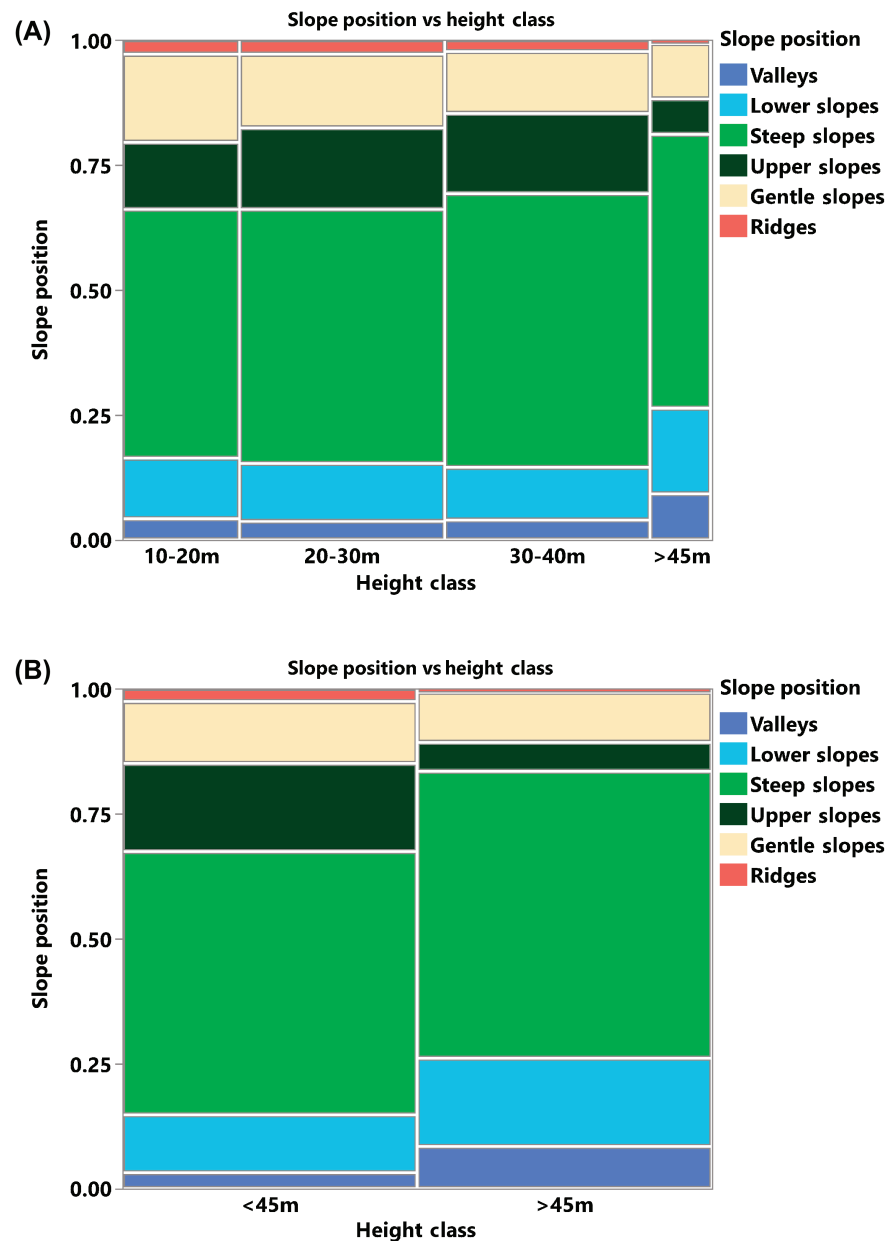 (A)
Slope position vs height class
1.00
0.75
0.50
0.25
0.00
Slope position
10-20m
20-30m
30-40m
>45m
Height class
Slope position
Valleys
Lower slopes
Steep slopes
Upper slopes
Gentle slopes
Ridges
(B)
Slope position vs height class
1.00
0.75
0.50
0.25
0.00
Slope position
<45m
>45m
Height class
Slope position
Valleys
Lower slopes
Steep slopes
Upper slopes
Gentle slopes
Ridges